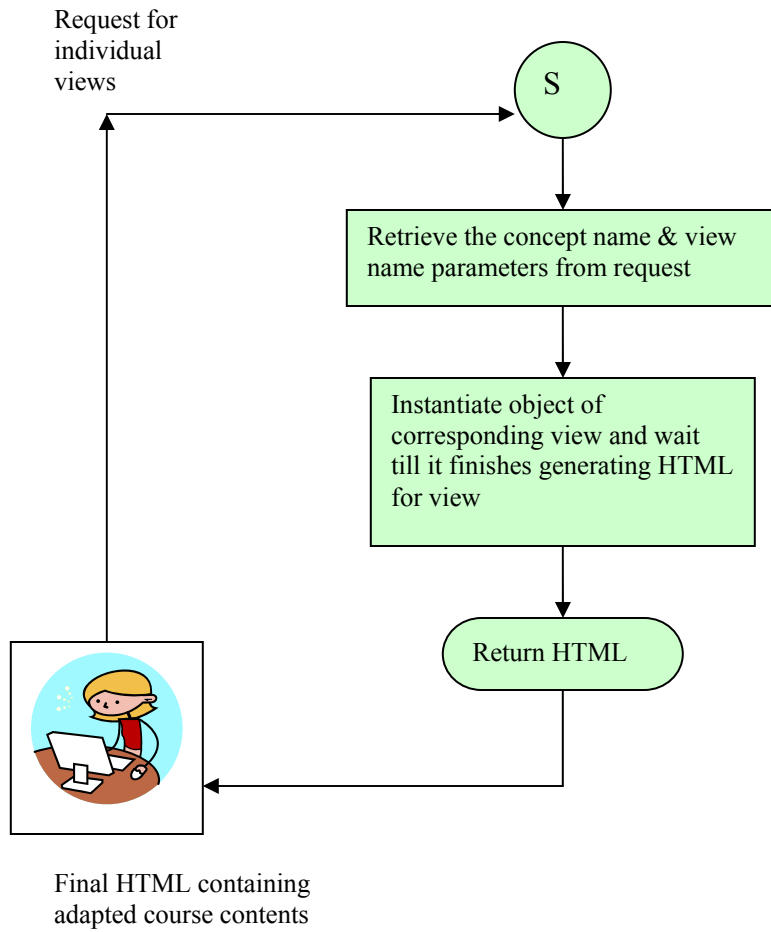 Request for
individual
views
S
Retrieve the concept name & view
name parameters from request
Instantiate object of
corresponding view and wait
till it finishes generating HTML
for view
Return HTML
Final HTML containing
adapted course contents